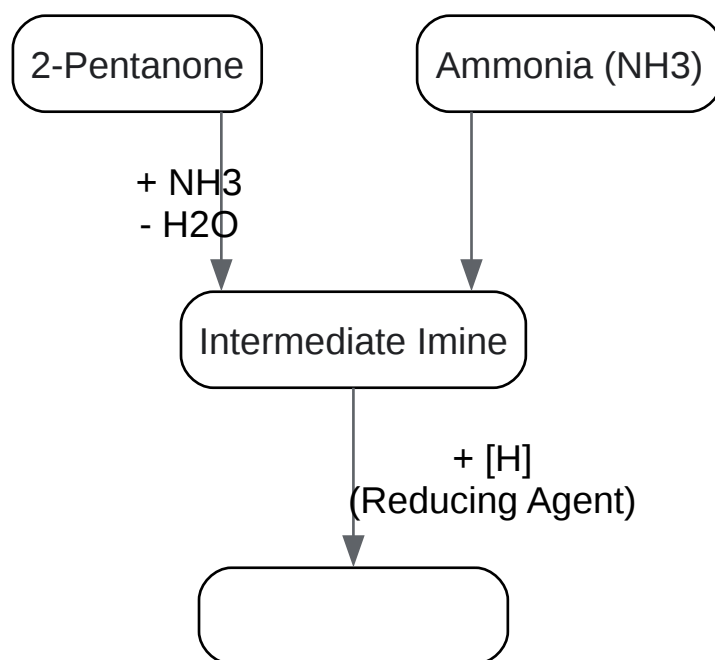 2-Pentanone
Ammonia (NH3)
+ NH3
- H2O
Intermediate Imine
+ [H]
(Reducing Agent)